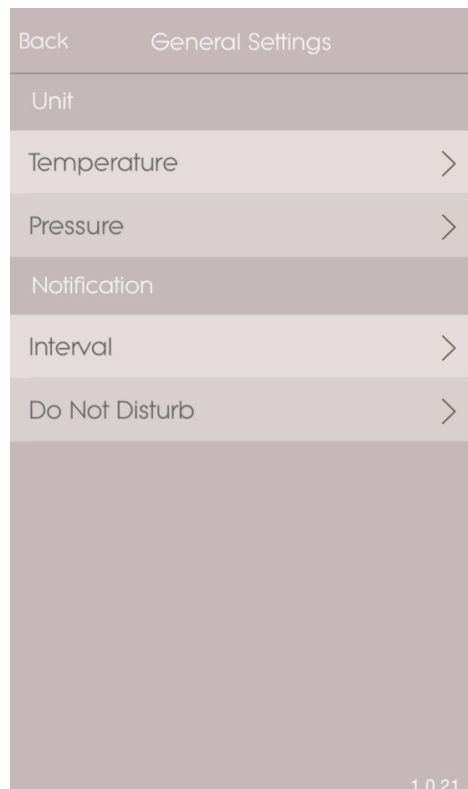 Back General Settings
Unit
Temperature
Pressure
Notification
Interval
Do Not Disturb
1.0.21